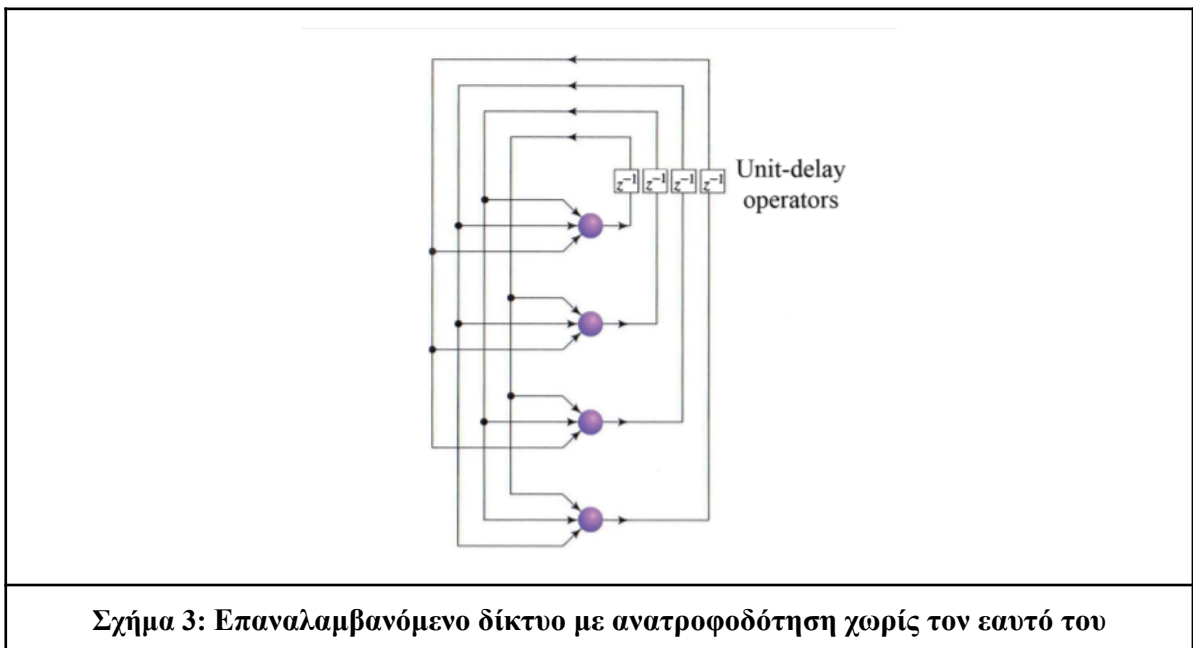 z⁻¹ z⁻¹ z⁻¹ z⁻¹
Unit-delay
operators
Σχήμα 3: Επαναλαμβανόμενο δίκτυο με ανατροφοδότηση χωρίς τον εαυτό του